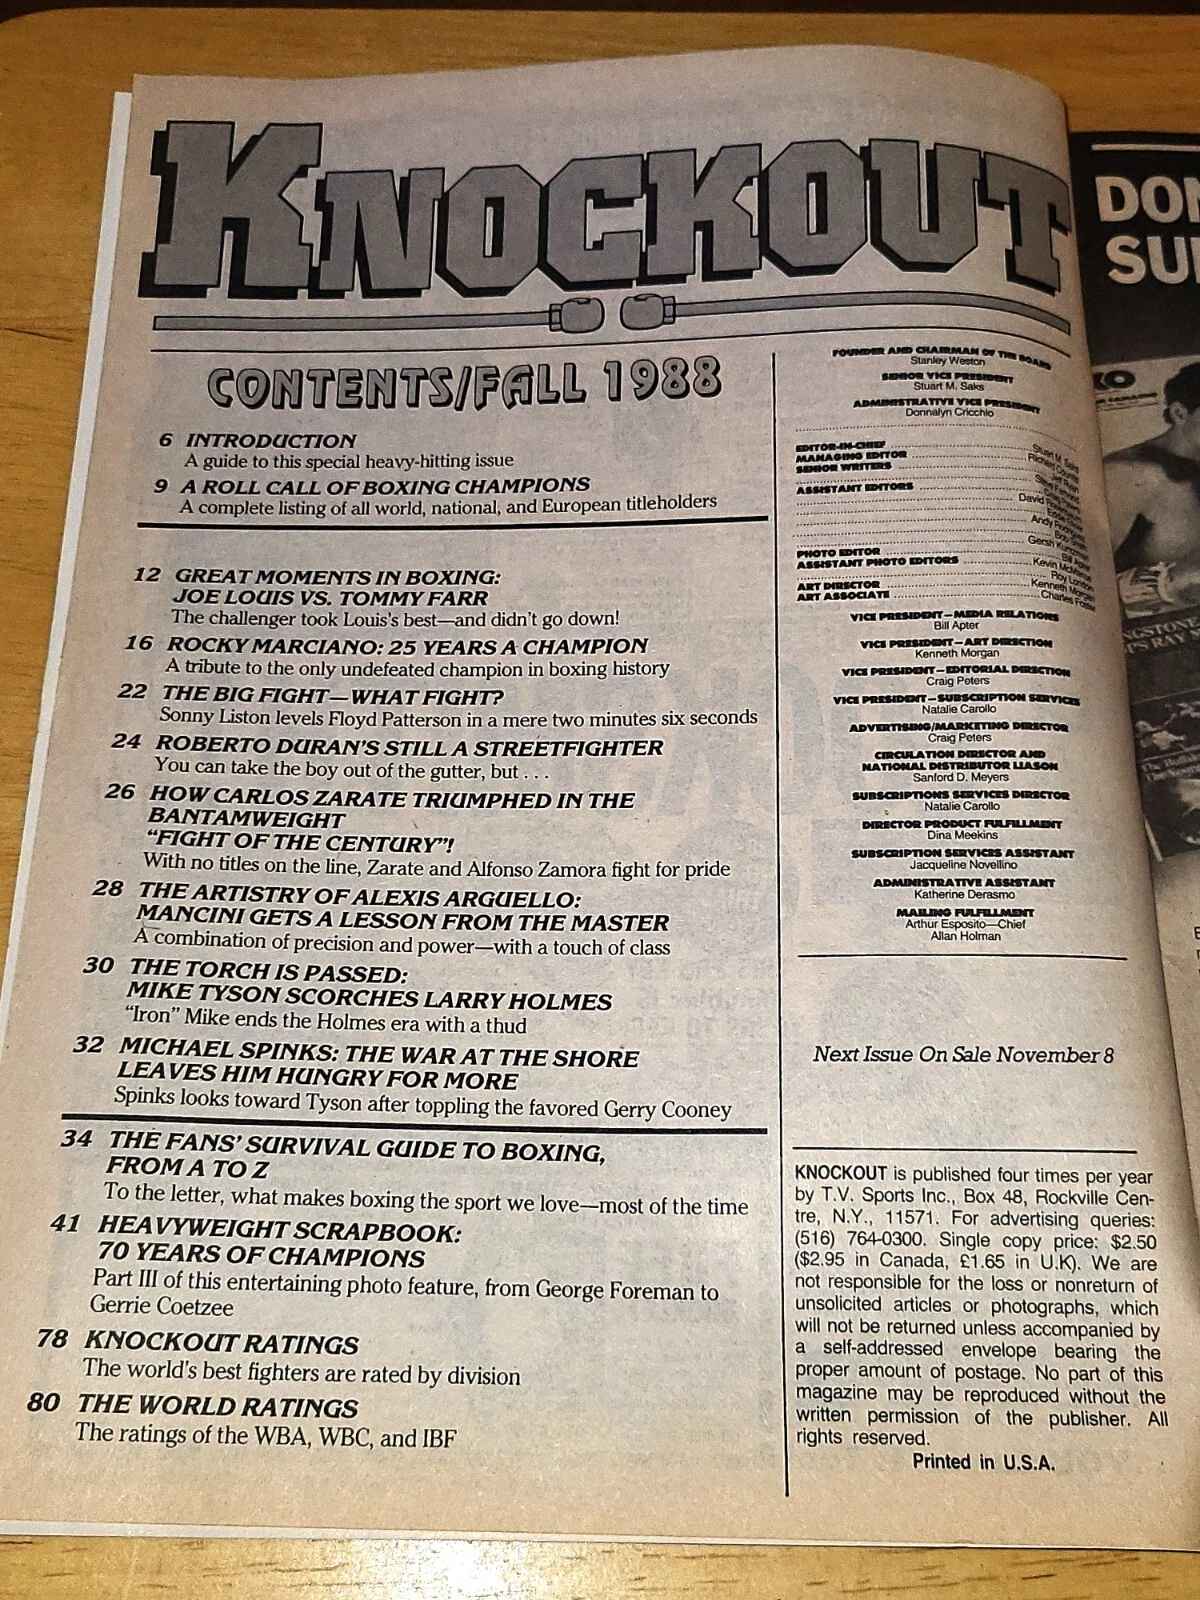 KNOCKOUT
CONTENTS/FALL 1988
6 INTRODUCTION
A guide to this special heavy-hitting issue
9 A ROLL CALL OF BOXING CHAMPIONS
A complete listing of all world, national, and European titleholders
12 GREAT MOMENTS IN BOXING:
JOE LOUIS VS. TOMMY FARR
The challenger took Louis's best—and didn't go down!
16 ROCKY MARCIANO: 25 YEARS A CHAMPION
A tribute to the only undefeated champion in boxing history
22 THE BIG FIGHT—WHAT FIGHT?
Sonny Liston levels Floyd Patterson in a mere two minutes six seconds
24 ROBERTO DURAN'S STILL A STREETFIGHTER
You can take the boy out of the gutter, but . . .
26 HOW CARLOS ZARATE TRIUMPHED IN THE
BANTAMWEIGHT
"FIGHT OF THE CENTURY"!
With no titles on the line, Zarate and Alfonso Zamora fight for pride
28 THE ARTISTRY OF ALEXIS ARGUELLO:
MANCINI GETS A LESSON FROM THE MASTER
A combination of precision and power—with a touch of class
30 THE TORCH IS PASSED:
MIKE TYSON SCORCHES LARRY HOLMES
"Iron" Mike ends the Holmes era with a thud
32 MICHAEL SPINKS: THE WAR AT THE SHORE
LEAVES HIM HUNGRY FOR MORE
Spinks looks toward Tyson after toppling the favored Gerry Cooney
34 THE FANS' SURVIVAL GUIDE TO BOXING,
FROM A TO Z
To the letter, what makes boxing the sport we love—most of the time
41 HEAVYWEIGHT SCRAPBOOK:
70 YEARS OF CHAMPIONS
Part III of this entertaining photo feature, from George Foreman to
Gerrie Coetzee
78 KNOCKOUT RATINGS
The world's best fighters are rated by division
80 THE WORLD RATINGS
The ratings of the WBA, WBC, and IBF
FOUNDER AND CHAIRMAN OF THE BOARD
Stanley Weston
SENIOR VICE PRESIDENT
Stuart M. Saks
ADMINISTRATIVE VICE PRESIDENT
Donnalyn Cricchio
EDITOR-IN-CHIEF Stuart M. Saks
MANAGING EDITOR Richard
SENIOR WRITERS
ASSISTANT EDITORS
David
Andy
Bob
Gersh
PHOTO EDITOR Bill Apter
ASSISTANT PHOTO EDITORS Kevin
Roy London
ART DIRECTOR Kenneth Morgan
ART ASSOCIATE Charles
VICE PRESIDENT—MEDIA RELATIONS
Bill Apter
VICE PRESIDENT—ART DIRECTION
Kenneth Morgan
VICE PRESIDENT—EDITORIAL DIRECTION
Craig Peters
VICE PRESIDENT—SUBSCRIPTION SERVICES
Natalie Carollo
ADVERTISING/MARKETING DIRECTOR
Craig Peters
CIRCULATION DIRECTOR AND
NATIONAL DISTRIBUTOR LIASON
Sanford D. Meyers
SUBSCRIPTIONS SERVICES DIRECTOR
Natalie Carollo
DIRECTOR PRODUCT FULFILLMENT
Dina Meekins
SUBSCRIPTION SERVICES ASSISTANT
Jacqueline Novellino
ADMINISTRATIVE ASSISTANT
Katherine Derasmo
MAILING FULFILLMENT
Arthur Esposito—Chief
Allan Holman
Next Issue On Sale November 8
KNOCKOUT is published four times per year
by T.V. Sports Inc., Box 48, Rockville Cen-
tre, N.Y., 11571. For advertising queries:
(516) 764-0300. Single copy price: $2.50
($2.95 in Canada, £1.65 in U.K). We are
not responsible for the loss or nonreturn of
unsolicited articles or photographs, which
will not be returned unless accompanied by
a self-addressed envelope bearing the
proper amount of postage. No part of this
magazine may be reproduced without the
written permission of the publisher. All
rights reserved.
Printed in U.S.A.
DON
SU
KO